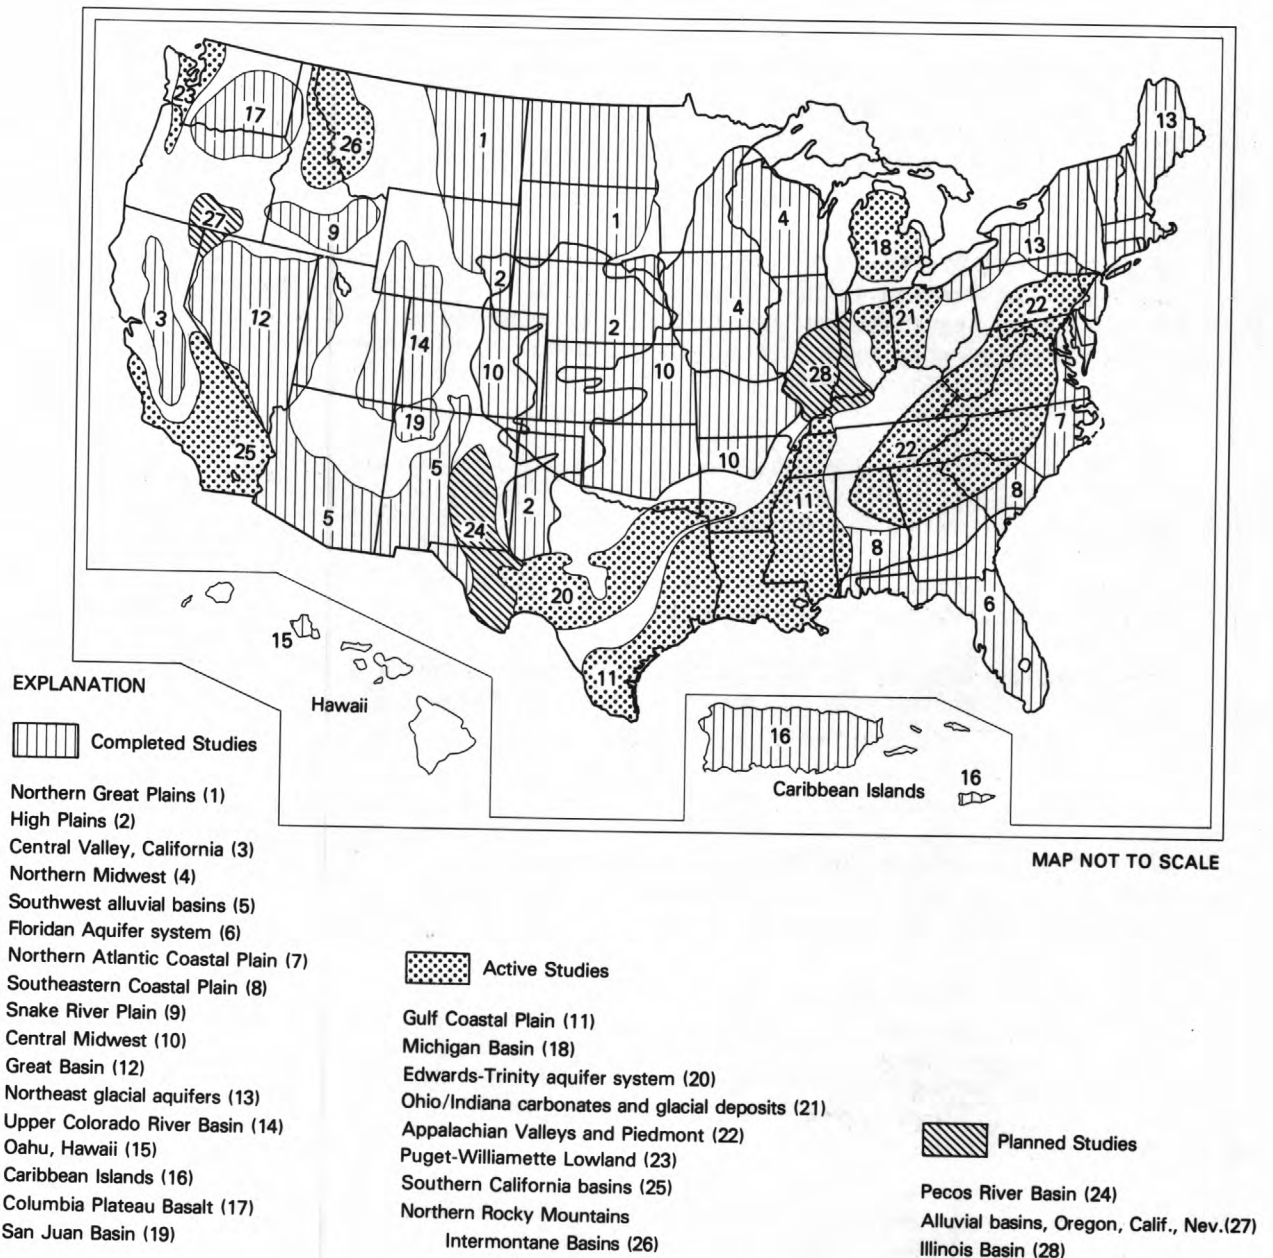 23
17
26
1
13
27
9
1
4
18
13
3
12
2
14
2
4
21
22
10
10
28
19
7
25
5
10
22
5
24
2
11
8
8
20
6
15
11
Hawaii
16
16
Caribbean Islands
MAP NOT TO SCALE
EXPLANATION
Completed Studies
Northern Great Plains (1)
High Plains (2)
Central Valley, California (3)
Northern Midwest (4)
Southwest alluvial basins (5)
Floridan Aquifer system (6)
Northern Atlantic Coastal Plain (7)
Southeastern Coastal Plain (8)
Snake River Plain (9)
Central Midwest (10)
Great Basin (12)
Northeast glacial aquifers (13)
Upper Colorado River Basin (14)
Oahu, Hawaii (15)
Caribbean Islands (16)
Columbia Plateau Basalt (17)
San Juan Basin (19)
Active Studies
Gulf Coastal Plain (11)
Michigan Basin (18)
Edwards-Trinity aquifer system (20)
Ohio/Indiana carbonates and glacial deposits (21)
Appalachian Valleys and Piedmont (22)
Puget-Williamette Lowland (23)
Southern California basins (25)
Northern Rocky Mountains
Intermontane Basins (26)
Planned Studies
Pecos River Basin (24)
Alluvial basins, Oregon, Calif., Nev.(27)
Illinois Basin (28)